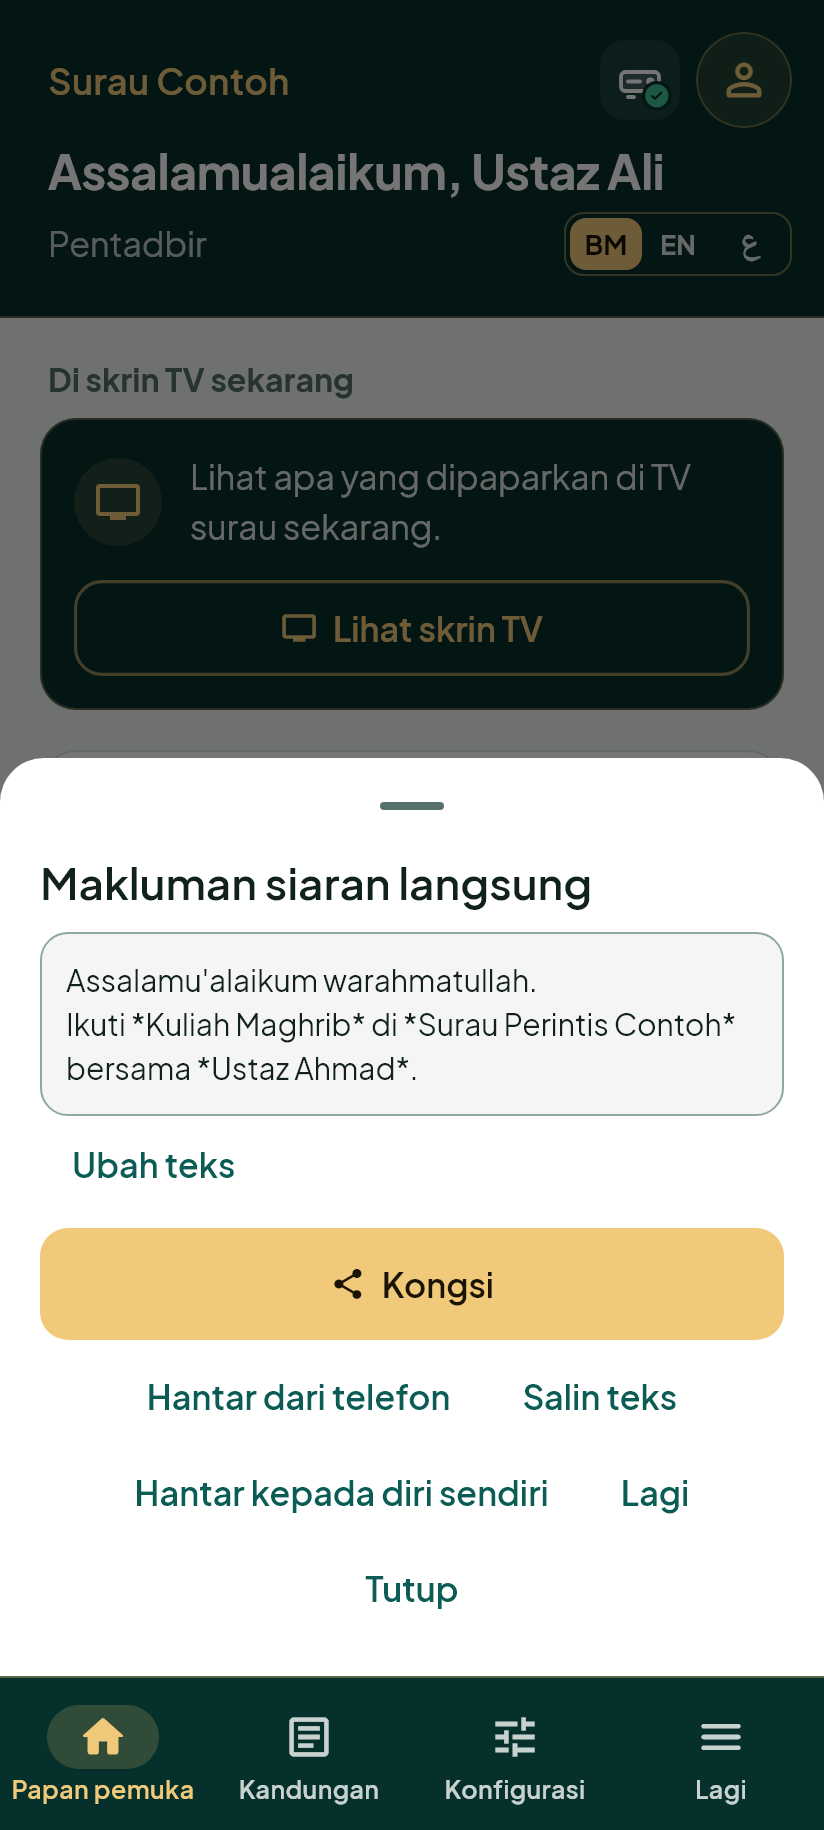 Surau Contoh
Assalamualaikum, Ustaz Ali
Pentadbir
BM EN ع
Di skrin TV sekarang
Lihat apa yang dipaparkan di TV
surau sekarang.
Lihat skrin TV
Makluman siaran langsung
Assalamu'alaikum warahmatullah.
Ikuti *Kuliah Maghrib* di *Surau Perintis Contoh*
bersama *Ustaz Ahmad*.
Ubah teks
Kongsi
Hantar dari telefon Salin teks
Hantar kepada diri sendiri Lagi
Tutup
Papan pemuka Kandungan Konfigurasi Lagi